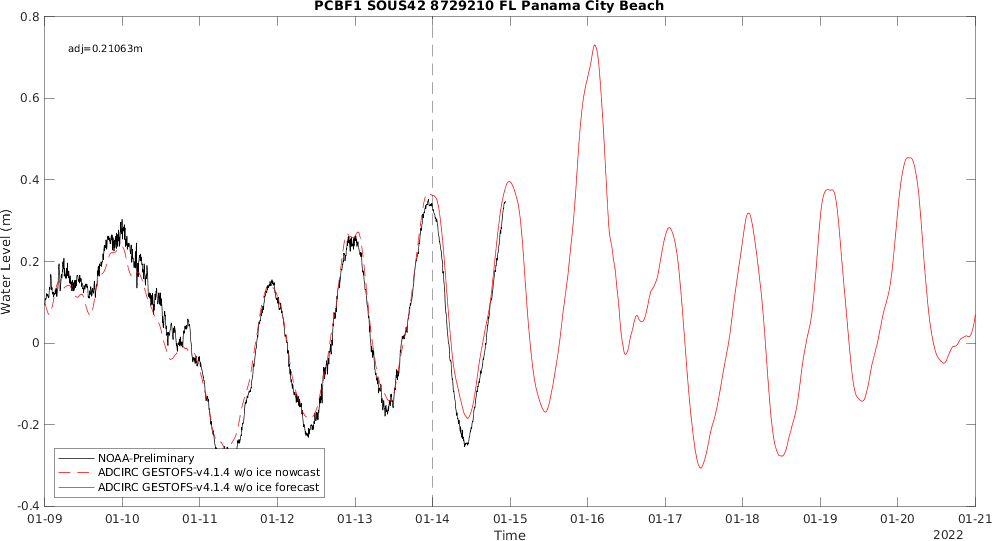 PCBF1 SOUS42 8729210 FL Panama City Beach
adj=0.21063m
Water Level (m)
0.8
0.6
0.4
0.2
0
-0.2
-0.4
NOAA-Preliminary
ADCIRC GESTOFS-v4.1.4 w/o ice nowcast
ADCIRC GESTOFS-v4.1.4 w/o ice forecast
01-09 01-10 01-11 01-12 01-13 01-14 01-15 01-16 01-17 01-18 01-19 01-20 01-21
Time
2022